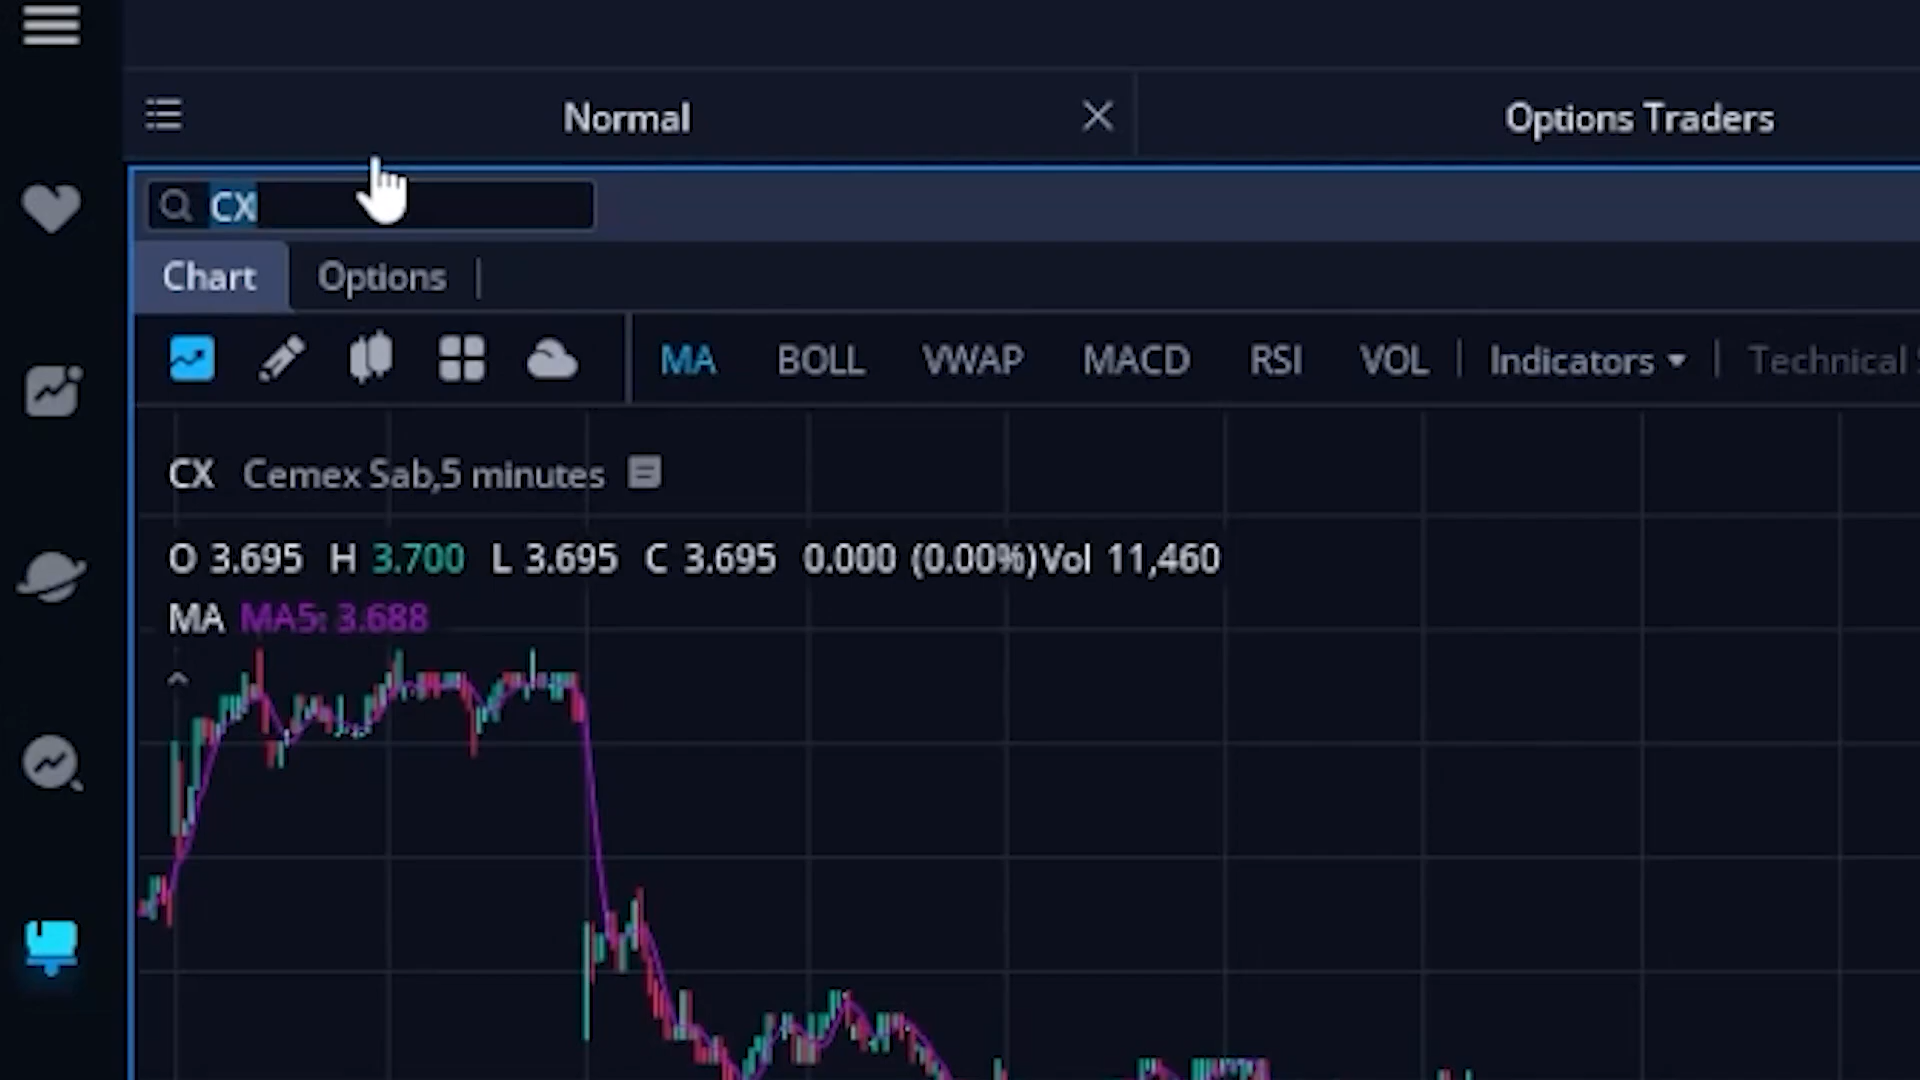 Normal
Options Traders
CX
Chart Options
MA BOLL VWAP MACD RSI VOL Indicators Technical
CX Cemex Sab,5 minutes
O 3.695 H 3.700 L 3.695 C 3.695 0.000 (0.00%)Vol 11,460
MA MA5: 3.688